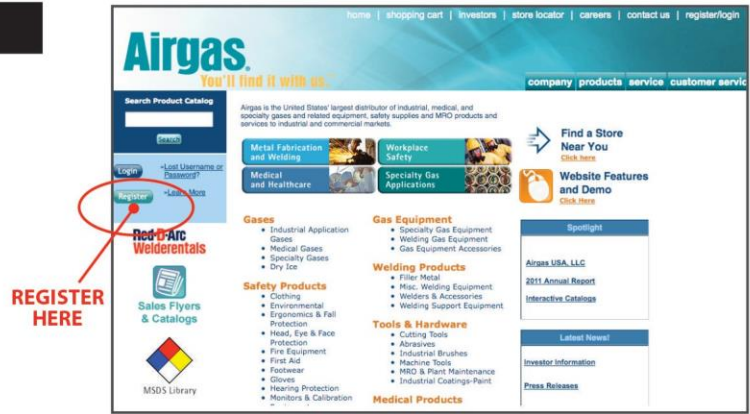 home | shopping cart | investors | store locator | careers | contact us | register/login
Airgas.
You'll find it with us.
company products service customer servic
Search Product Catalog
Search
Login
»Lost Username or
Password?
Register
»Learn More
Red-D-Arc
Welderentals
REGISTER
HERE
Sales Flyers
& Catalogs
MSDS Library
Airgas is the United States' largest distributor of industrial, medical, and
specialty gases and related equipment, safety supplies and MRO products and
services to industrial and commercial markets.
Metal Fabrication
and Welding
Workplace
Safety
Medical
and Healthcare
Specialty Gas
Applications
Gases
• Industrial Application
Gases
• Medical Gases
• Specialty Gases
• Dry Ice
Safety Products
• Clothing
• Environmental
• Ergonomics & Fall
Protection
• Head, Eye & Face
Protection
• Fire Equipment
• First Aid
• Footwear
• Gloves
• Hearing Protection
• Monitors & Calibration
Gas Equipment
• Specialty Gas Equipment
• Welding Gas Equipment
• Gas Equipment Accessories
Welding Products
• Filler Metal
• Misc. Welding Equipment
• Welders & Accessories
• Welding Support Equipment
Tools & Hardware
• Cutting Tools
• Abrasives
• Industrial Brushes
• Machine Tools
• MRO & Plant Maintenance
• Industrial Coatings-Paint
Medical Products
Find a Store
Near You
Click here
Website Features
and Demo
Click Here
Spotlight
Airgas USA, LLC
2011 Annual Report
Interactive Catalogs
Latest News!
Investor Information
Press Releases